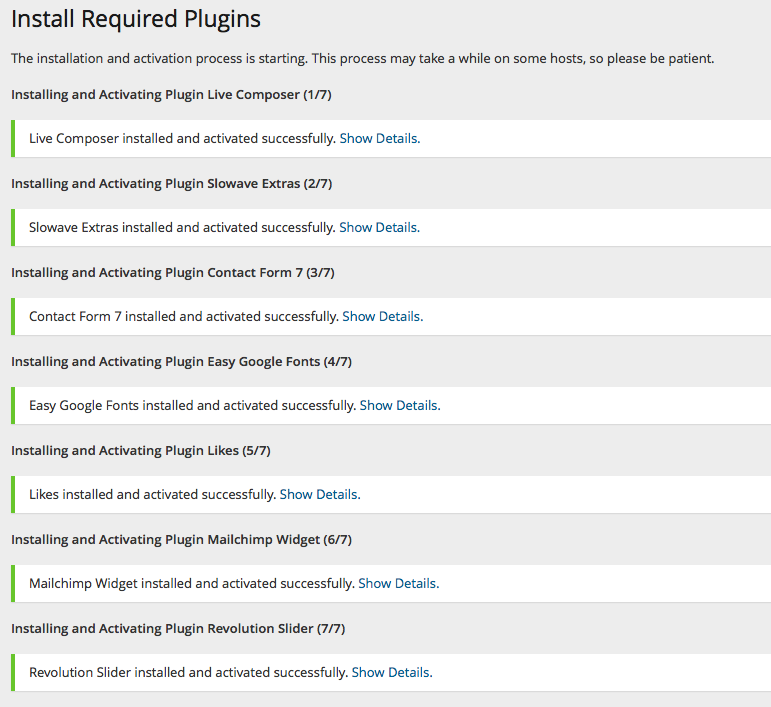 Install Required Plugins
The installation and activation process is starting. This process may take a while on some hosts, so please be patient.
Installing and Activating Plugin Live Composer (1/7)
Live Composer installed and activated successfully. Show Details.
Installing and Activating Plugin Slowave Extras (2/7)
Slowave Extras installed and activated successfully. Show Details.
Installing and Activating Plugin Contact Form 7 (3/7)
Contact Form 7 installed and activated successfully. Show Details.
Installing and Activating Plugin Easy Google Fonts (4/7)
Easy Google Fonts installed and activated successfully. Show Details.
Installing and Activating Plugin Likes (5/7)
Likes installed and activated successfully. Show Details.
Installing and Activating Plugin Mailchimp Widget (6/7)
Mailchimp Widget installed and activated successfully. Show Details.
Installing and Activating Plugin Revolution Slider (7/7)
Revolution Slider installed and activated successfully. Show Details.